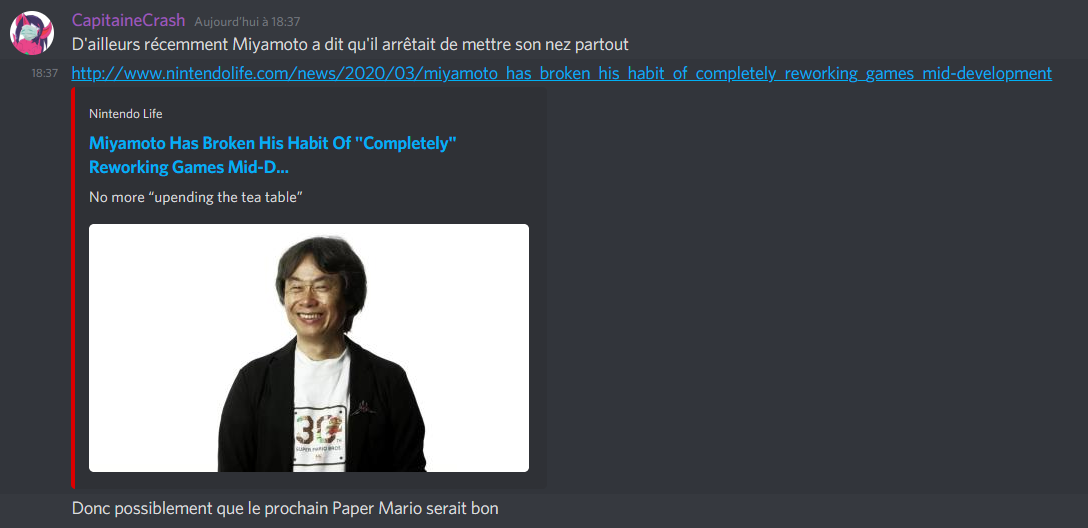 CapitaineCrash Aujourd'hui à 18:37
D'ailleurs récemment Miyamoto a dit qu'il arrêtait de mettre son nez partout
18:37 http://www.nintendolife.com/news/2020/03/miyamoto_has_broken_his_habit_of_completely_reworking_games_mid-development
Nintendo Life
Miyamoto Has Broken His Habit Of "Completely"
Reworking Games Mid-D...
No more “upending the tea table”
30TH
SUPER MARIO BROS.
Donc possiblement que le prochain Paper Mario serait bon